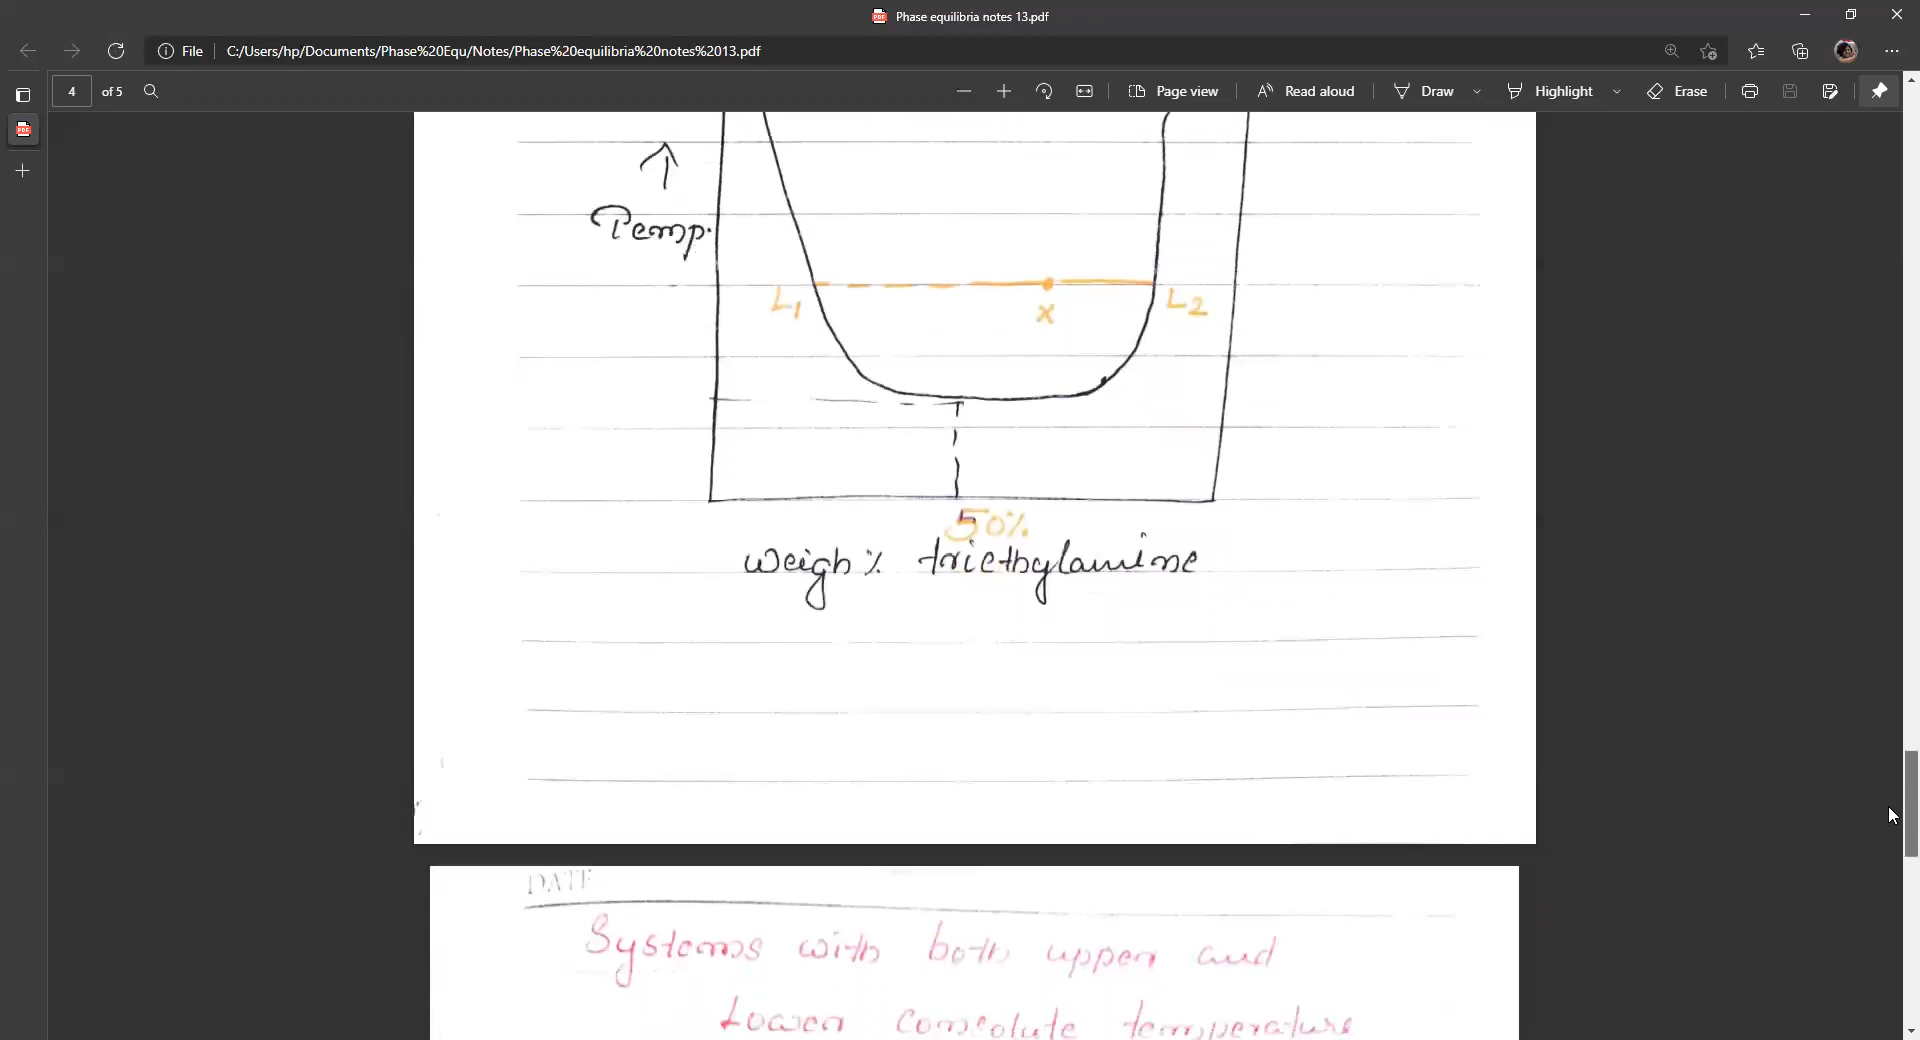 Phase equilibria notes 13.pdf
File C:/Users/hp/Documents/Phase%20Equ/Notes/Phase%20equilibria%20notes%2013.pdf
4 of 5 Page view Read aloud Draw Highlight Erase
Temp.
L1 x L2
50%
weigh % triethylamine
DATE
Systems with both upper and
Lower consolute temperature